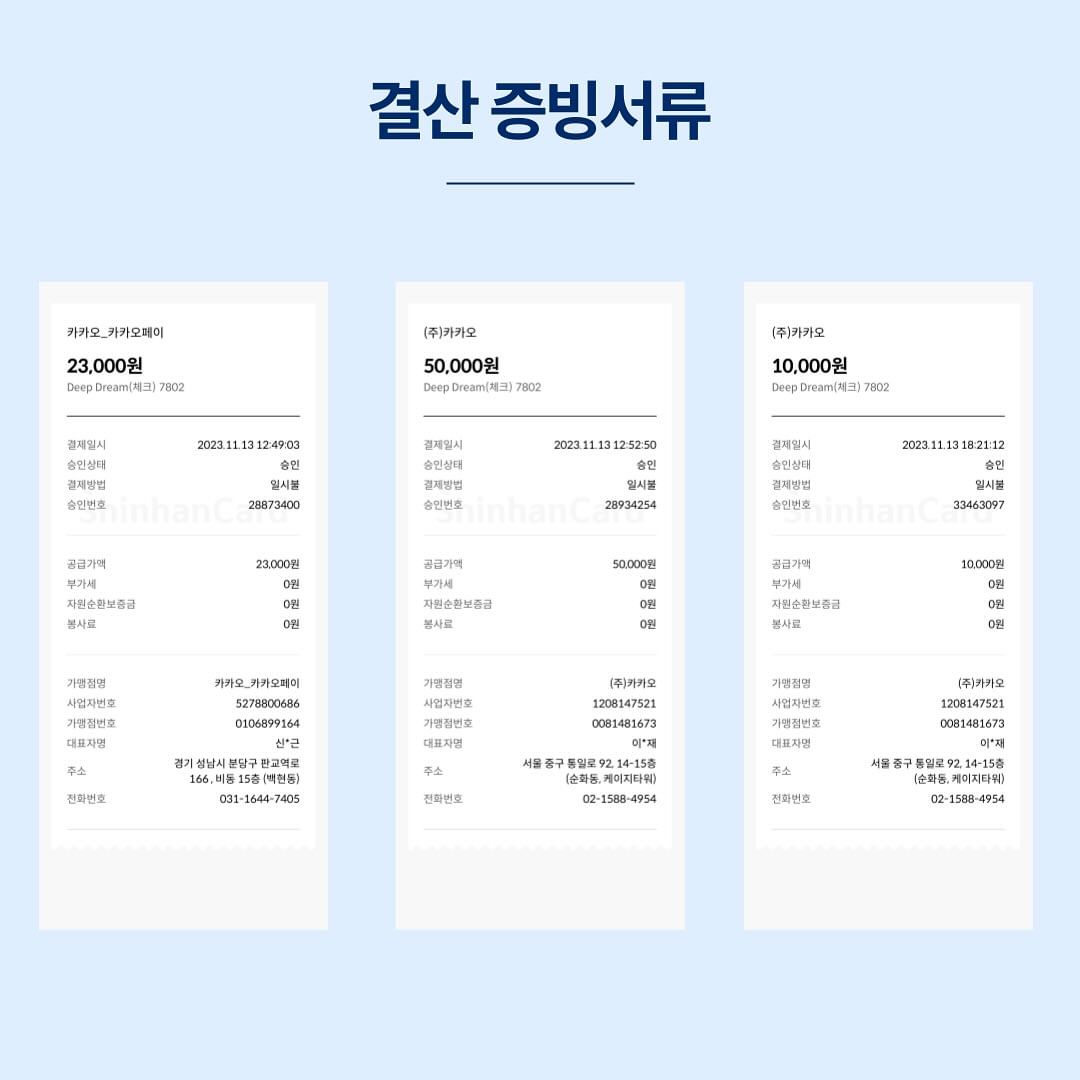 결산 증빙서류
카카오_카카오페이
23,000원
Deep Dream(체크) 7802
결제일시 2023.11.13 12:49:03
승인상태 승인
결제방법 일시불
승인번호 28873400
ShinhanCard
공급가액 23,000원
부가세 0원
자원순환보증금 0원
봉사료 0원
가맹점명 카카오_카카오페이
사업자번호 5278800686
가맹점번호 0106899164
대표자명 신*근
주소 경기 성남시 분당구 판교역로
166 , 비동 15층 (백현동)
전화번호 031-1644-7405
(주)카카오
50,000원
Deep Dream(체크) 7802
결제일시 2023.11.13 12:52:50
승인상태 승인
결제방법 일시불
승인번호 28934254
ShinhanCard
공급가액 50,000원
부가세 0원
자원순환보증금 0원
봉사료 0원
가맹점명 (주)카카오
사업자번호 1208147521
가맹점번호 0081481673
대표자명 이*재
주소 서울 중구 통일로 92, 14-15층
(순화동, 케이지타워)
전화번호 02-1588-4954
(주)카카오
10,000원
Deep Dream(체크) 7802
결제일시 2023.11.13 18:21:12
승인상태 승인
결제방법 일시불
승인번호 33463097
ShinhanCard
공급가액 10,000원
부가세 0원
자원순환보증금 0원
봉사료 0원
가맹점명 (주)카카오
사업자번호 1208147521
가맹점번호 0081481673
대표자명 이*재
주소 서울 중구 통일로 92, 14-15층
(순화동, 케이지타워)
전화번호 02-1588-4954